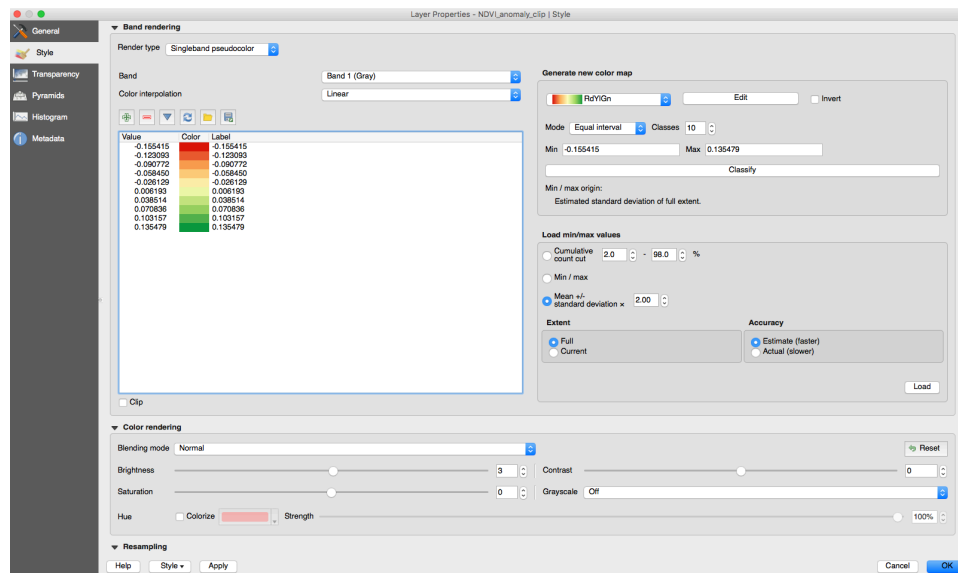 Layer Properties - NDVI_anomaly_clip | Style
General
Style
Transparency
Pyramids
Histogram
Metadata
Band rendering
Render type Singleband pseudocolor
Band Band 1 (Gray)
Color interpolation Linear
Value Color Label
-0.155415 -0.155415
-0.123093 -0.123093
-0.090772 -0.090772
-0.058450 -0.058450
-0.026129 -0.026129
0.006193 0.006193
0.038514 0.038514
0.070836 0.070836
0.103157 0.103157
0.135479 0.135479
Clip
Generate new color map
RdYlGn Edit Invert
Mode Equal interval Classes 10
Min -0.155415 Max 0.135479
Classify
Min / max origin:
Estimated standard deviation of full extent.
Load min/max values
Cumulative
count cut 2.0 - 98.0 %
Min / max
Mean +/-
standard deviation × 2.00
Extent Accuracy
Full Estimate (faster)
Current Actual (slower)
Load
Color rendering
Blending mode Normal Reset
Brightness 3 Contrast 0
Saturation 0 Grayscale Off
Hue Colorize Strength 100%
Resampling
Help Style Apply Cancel OK